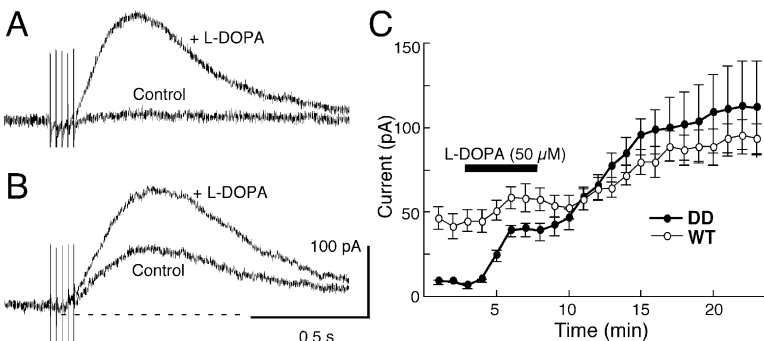 A
+ L-DOPA
Control
B
+ L-DOPA
Control
100 pA
0.5 s
C
150
100
50
0
Current (pA)
L-DOPA (50 µM)
DD
WT
5
10
15
20
Time (min)